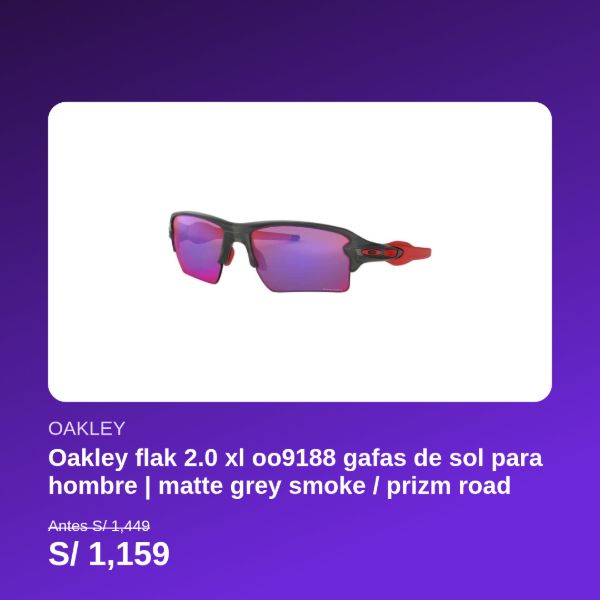 OAKLEY
Oakley flak 2.0 xl oo9188 gafas de sol para
hombre | matte grey smoke / prizm road
Antes S/ 1,449
S/ 1,159